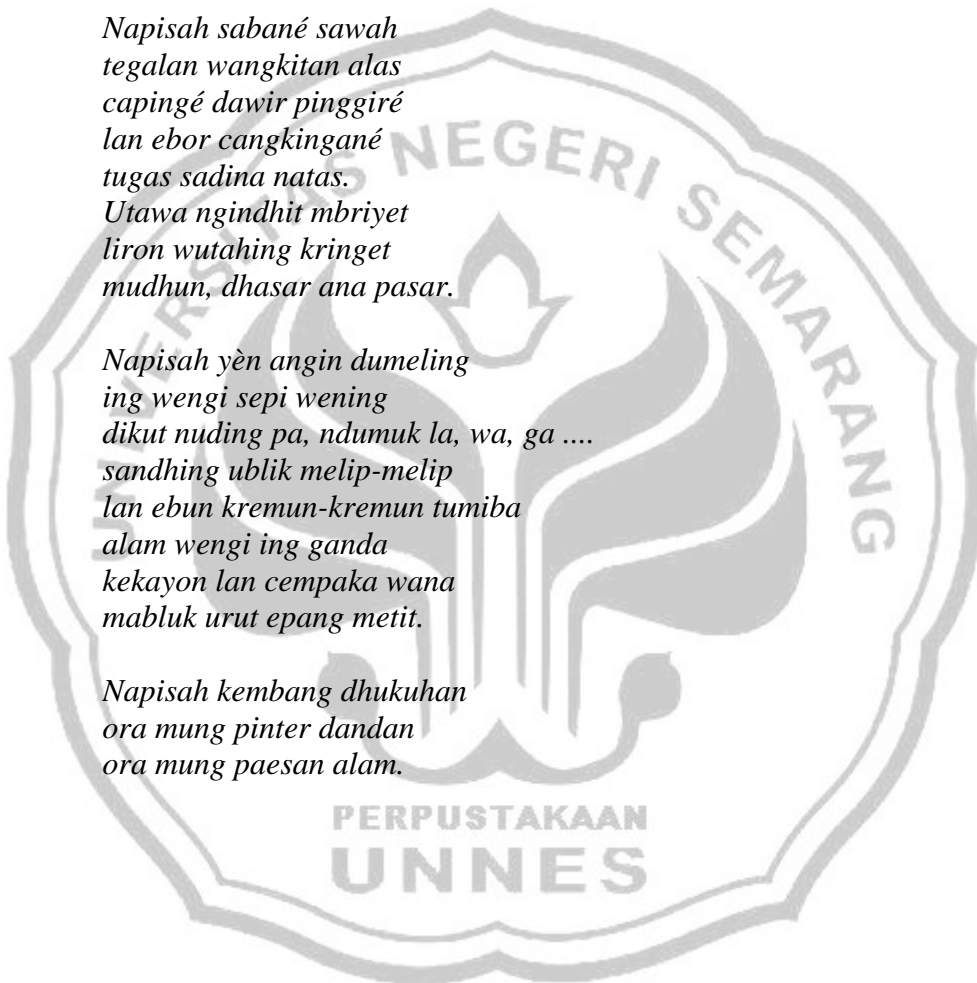 Napisah sabané sawah
tegalan wangkitan alas
capingé dawir pinggiré
lan ebor cangkingané
tugas sadina natas.
Utawa ngindhit mbriyet
liron wutahing kringet
mudhun, dhasar ana pasar.
Napisah yèn angin dumeling
ing wengi sepi wening
dikut nuding pa, ndumuk la, wa, ga ....
sandhing ublik melip-melip
lan ebun kremun-kremun tumiba
alam wengi ing ganda
kekayon lan cempaka wana
mabluk urut epang metit.
Napisah kembang dhukuhan
ora mung pinter dandan
ora mung paesan alam.
UNIVERSITAS NEGERI SEMARANG
PERPUSTAKAAN
UNNES